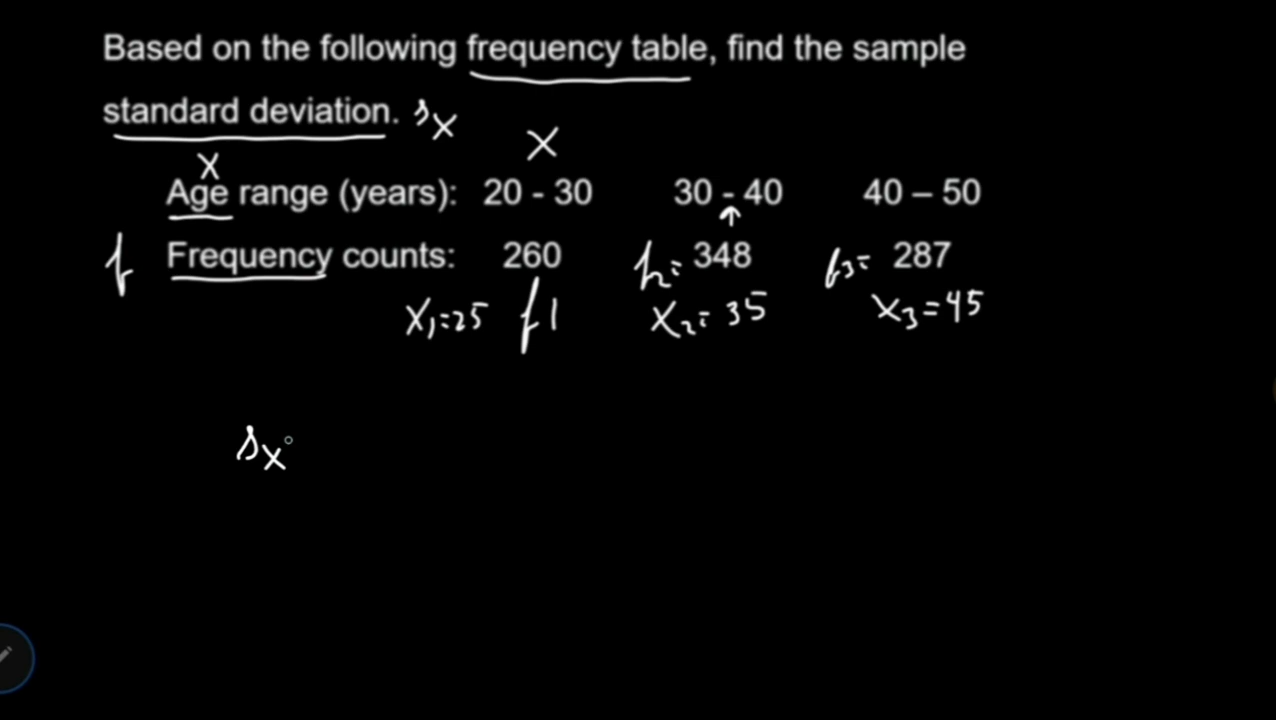 Based on the following frequency table, find the sample
standard deviation. sx
x x
Age range (years): 20 - 30 30 - 40 40 – 50
f Frequency counts: 260 f2= 348 f3= 287
x1=25 f1 x2= 35 x3=45
sx